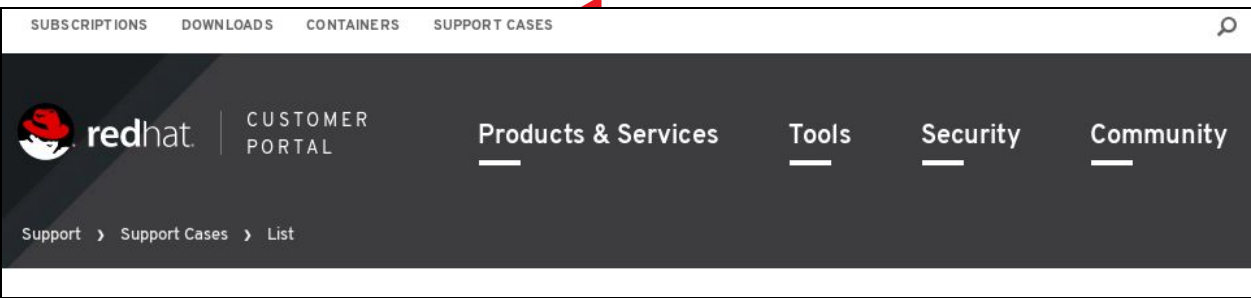 SUBSCRIPTIONS DOWNLOADS CONTAINERS SUPPORT CASES
redhat. CUSTOMER PORTAL
Products & Services Tools Security Community
Support › Support Cases › List